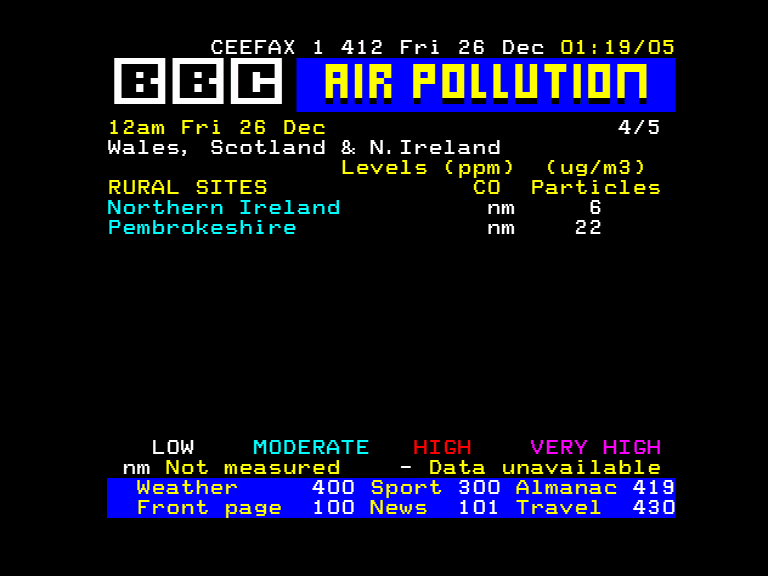 CEEFAX 1 412 Fri 26 Dec 01:19/05
BBC AIR POLLUTION
12am Fri 26 Dec 4/5
Wales, Scotland & N.Ireland
Levels (ppm) (ug/m3)
RURAL SITES CO Particles
Northern Ireland nm 6
Pembrokeshire nm 22
LOW MODERATE HIGH VERY HIGH
nm Not measured - Data unavailable
Weather 400 Sport 300 Almanac 419
Front page 100 News 101 Travel 430